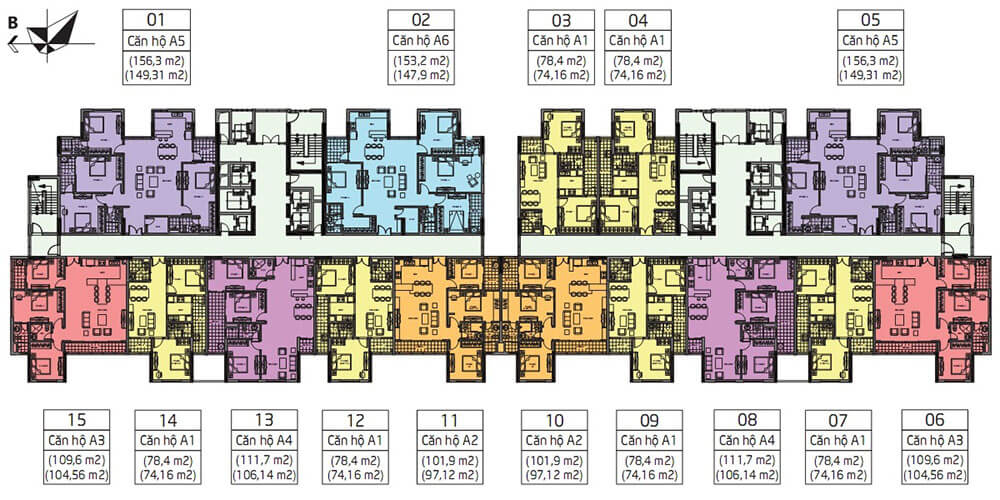 B
01
Căn hộ A5
(156,3 m2)
(149,31 m2)
02
Căn hộ A6
(153,2 m2)
(147,9 m2)
03
Căn hộ A1
(78,4 m2)
(74,16 m2)
04
Căn hộ A1
(78,4 m2)
(74,16 m2)
05
Căn hộ A5
(156,3 m2)
(149,31 m2)
15
Căn hộ A3
(109,6 m2)
(104,56 m2)
14
Căn hộ A1
(78,4 m2)
(74,16 m2)
13
Căn hộ A4
(111,7 m2)
(106,14 m2)
12
Căn hộ A1
(78,4 m2)
(74,16 m2)
11
Căn hộ A2
(101,9 m2)
(97,12 m2)
10
Căn hộ A2
(101,9 m2)
(97,12 m2)
09
Căn hộ A1
(78,4 m2)
(74,16 m2)
08
Căn hộ A4
(111,7 m2)
(106,14 m2)
07
Căn hộ A1
(78,4 m2)
(74,16 m2)
06
Căn hộ A3
(109,6 m2)
(104,56 m2)